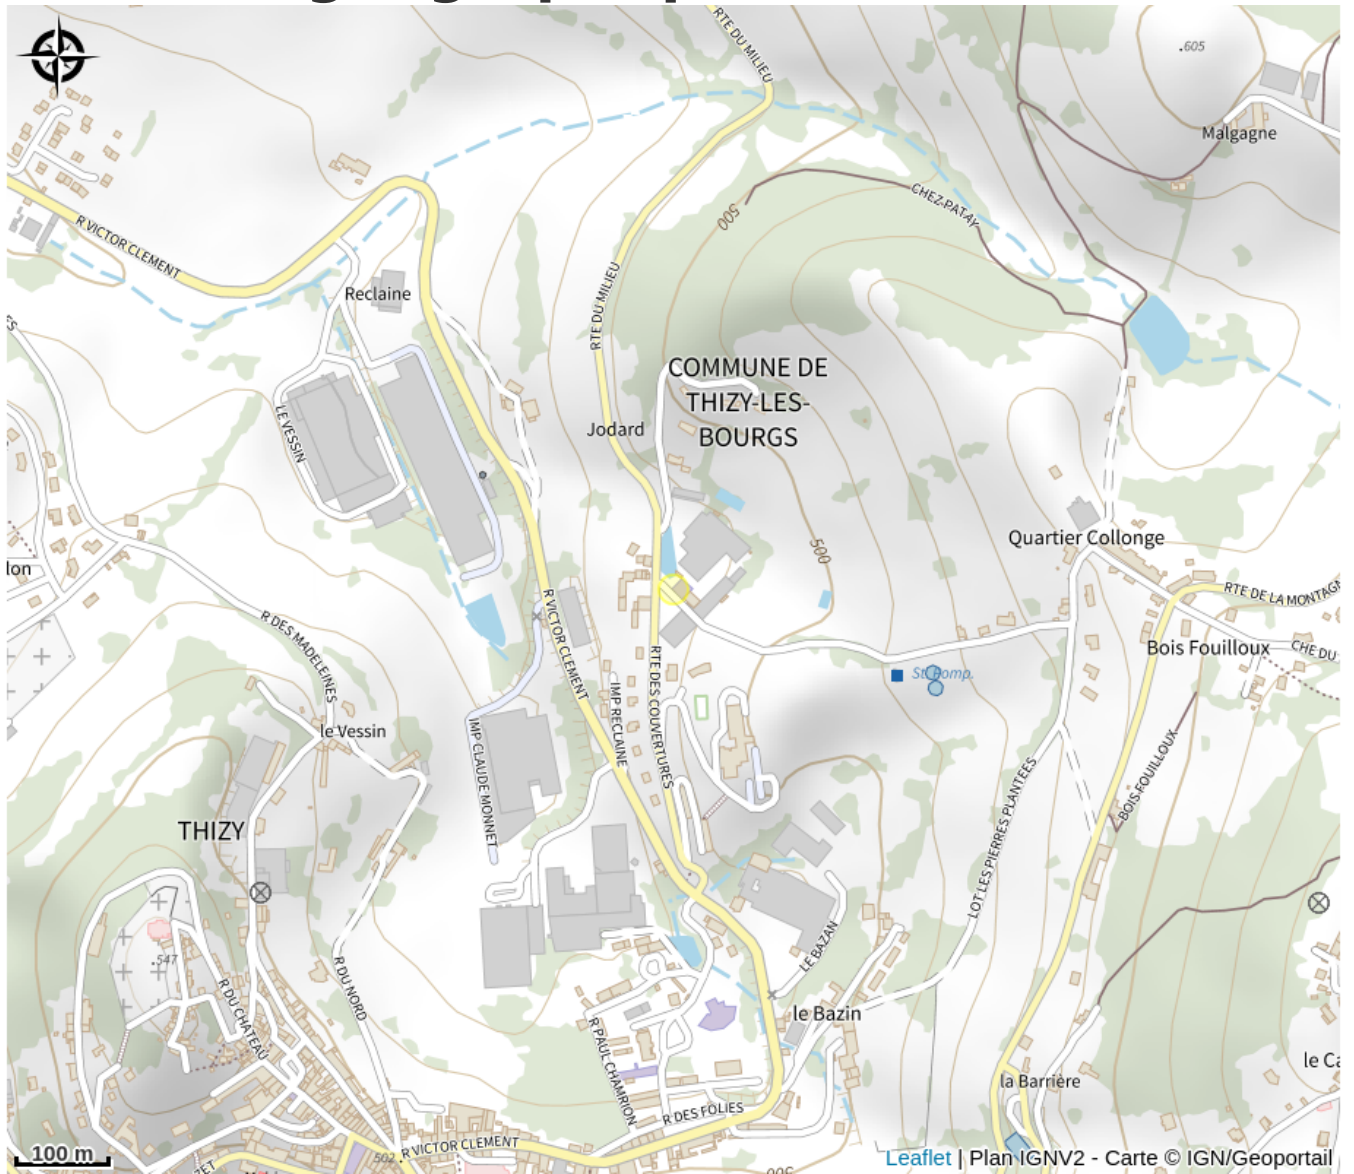 RTE DU MILIEU
.605
Malgagne
CHEZ-PATAY
500
R VICTOR CLEMENT
RTE DU MILIEU
Reclaine
COMMUNE DE
THIZY-LES-
BOURGS
LE VESSIN
Jodard
500
Quartier Collonge
RTE DE LA MONTAGN
R DES MADELEINES
R VICTOR CLEMENT
Bois Fouilloux
CHE DU
RTE DES COUVERTURES
St. Pomp.
IMP RECLAINE
le Vessin
IMP CLAUDE MONNET
BOIS-FOUILLOUX
LOT LES PIERRES PLANTEES
THIZY
.547
R DU NORD
LE BAZAN
R DU CHATEAU
le Bazin
R PAUL CHAMRION
la Barrière
le Ca
R DES FOLIES
100 m
502
R VICTOR CLEMENT
500
Leaflet | Plan IGNV2 - Carte © IGN/Geoportail